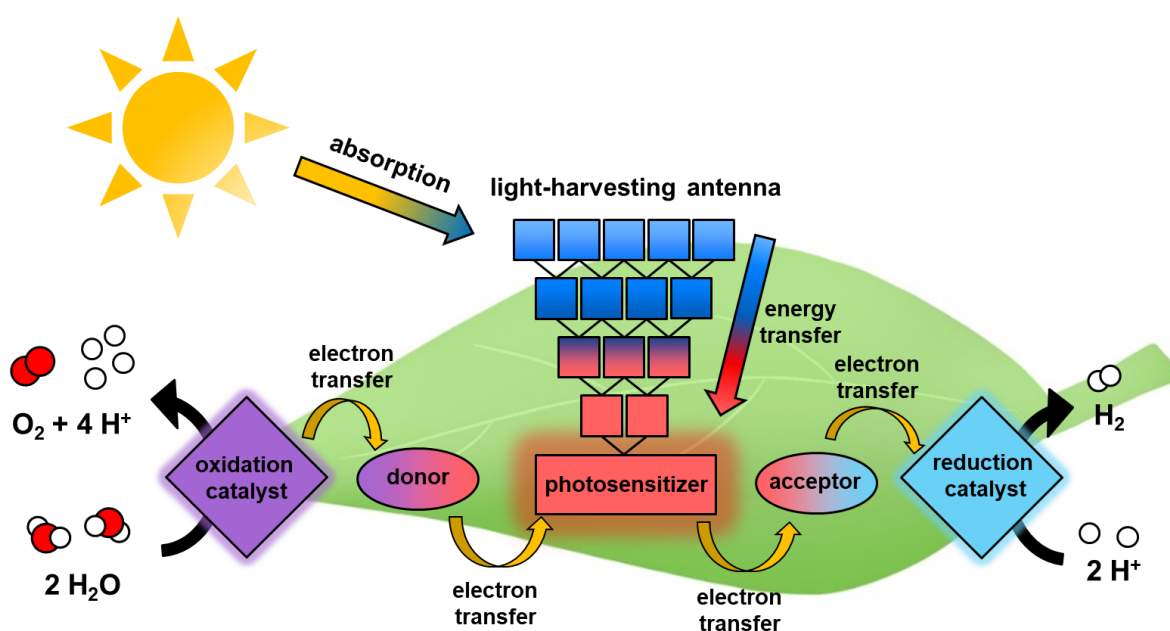 absorption
light-harvesting antenna
energy
transfer
electron
transfer
electron
transfer
O₂ + 4 H⁺
H₂
oxidation
catalyst
donor
photosensitizer
acceptor
reduction
catalyst
2 H₂O
2 H⁺
electron
transfer
electron
transfer